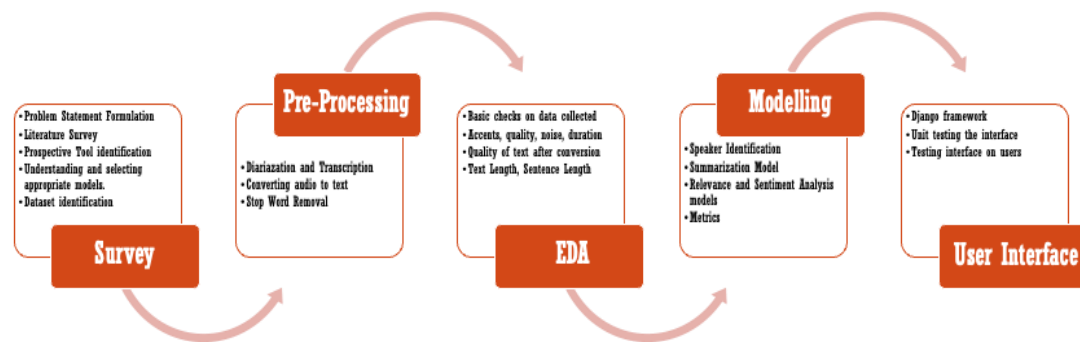 Survey
• Problem Statement Formulation
• Literature Survey
• Prospective Tool identification
• Understanding and selecting
appropriate models.
• Dataset identification
Pre-Processing
• Diariazation and Transcription
• Converting audio to text
• Stop Word Removal
EDA
• Basic checks on data collected
• Accents, quality, noise, duration
• Quality of text after conversion
• Text Length, Sentence Length
Modelling
• Speaker Identification
• Summarization Model
• Relevance and Sentiment Analysis
models
• Metrics
User Interface
• Django framework
• Unit testing the interface
• Testing interface on users